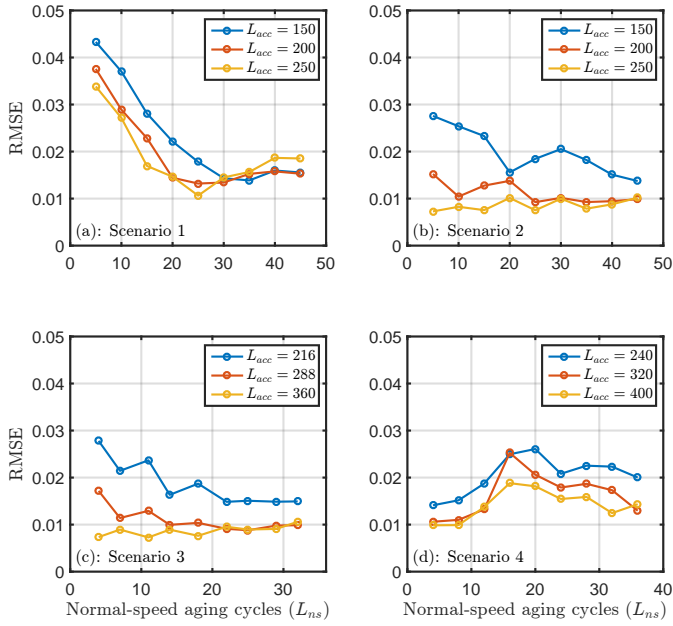 0.05
0.04
0.03
0.02
0.01
0
RMSE
L_acc = 150
L_acc = 200
L_acc = 250
(a): Scenario 1
0 10 20 30 40 50
0.05
0.04
0.03
0.02
0.01
0
L_acc = 150
L_acc = 200
L_acc = 250
(b): Scenario 2
0 10 20 30 40 50
0.05
0.04
0.03
0.02
0.01
0
RMSE
L_acc = 216
L_acc = 288
L_acc = 360
(c): Scenario 3
0 10 20 30
Normal-speed aging cycles (L_ns)
0.05
0.04
0.03
0.02
0.01
0
L_acc = 240
L_acc = 320
L_acc = 400
(d): Scenario 4
0 10 20 30 40
Normal-speed aging cycles (L_ns)